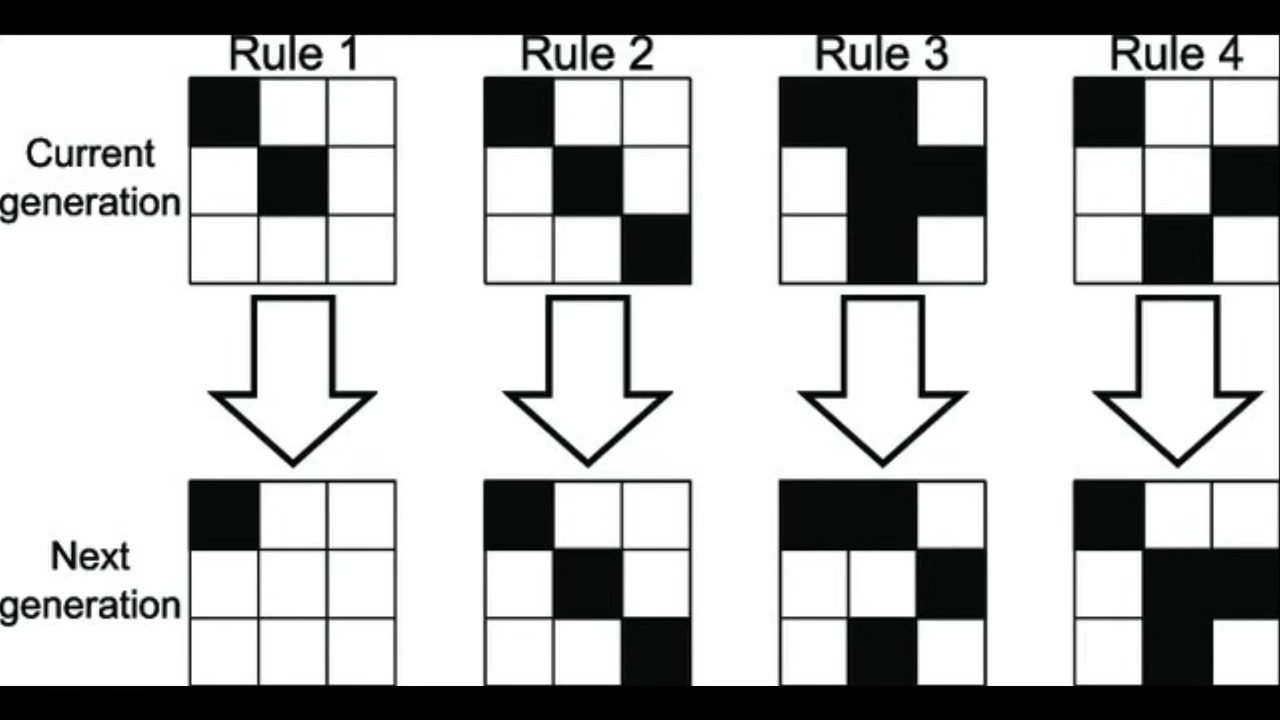 Rule 1
Rule 2
Rule 3
Rule 4
Current
generation
Next
generation